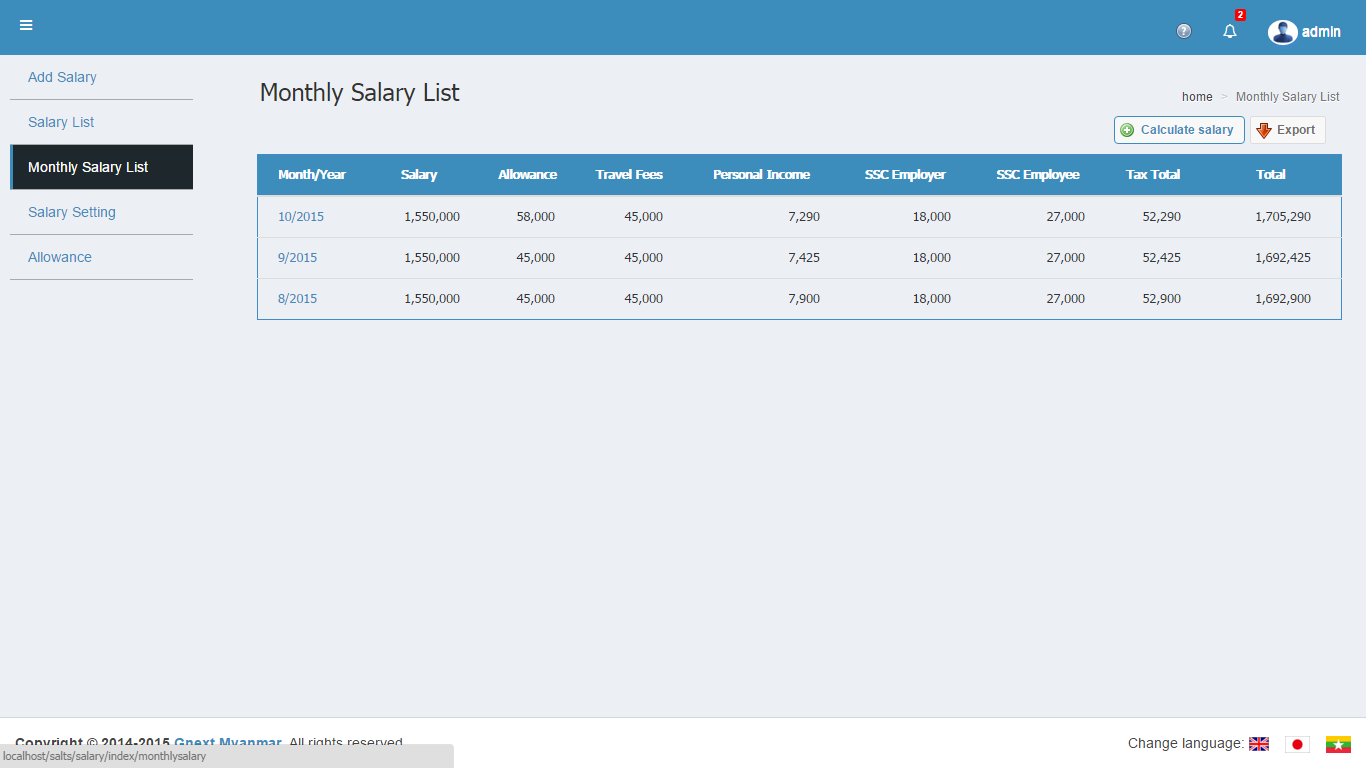 2
admin
Add Salary
Salary List
Monthly Salary List
Salary Setting
Allowance
Monthly Salary List
home > Monthly Salary List
Calculate salary Export
Month/Year Salary Allowance Travel Fees Personal Income SSC Employer SSC Employee Tax Total Total
10/2015 1,550,000 58,000 45,000 7,290 18,000 27,000 52,290 1,705,290
9/2015 1,550,000 45,000 45,000 7,425 18,000 27,000 52,425 1,692,425
8/2015 1,550,000 45,000 45,000 7,900 18,000 27,000 52,900 1,692,900
Copyright © 2014-2015 Gnext Myanmar. All rights reserved.
Change language:
localhost/salts/salary/index/monthlysalary